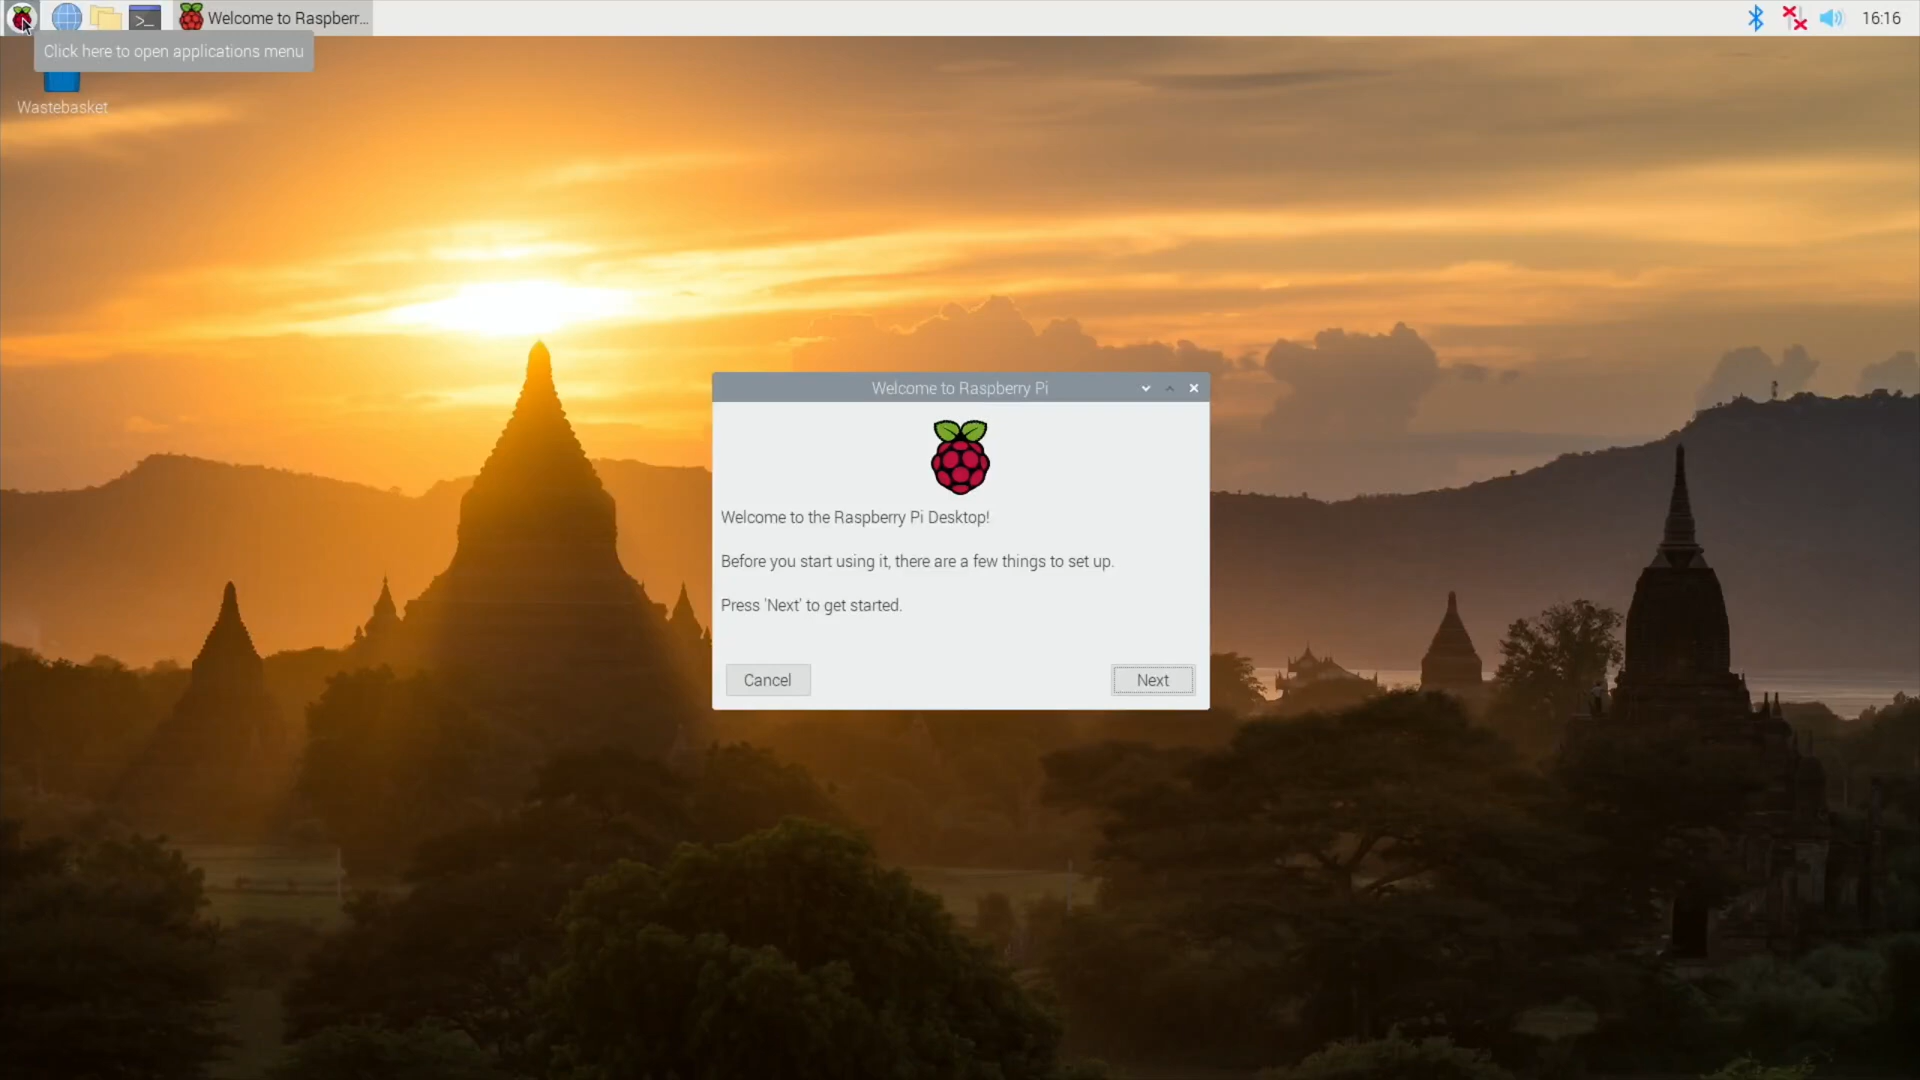 >_
Welcome to Raspberr...
16:16
Click here to open applications menu
Wastebasket
Welcome to Raspberry Pi
Welcome to the Raspberry Pi Desktop!
Before you start using it, there are a few things to set up.
Press 'Next' to get started.
Cancel
Next